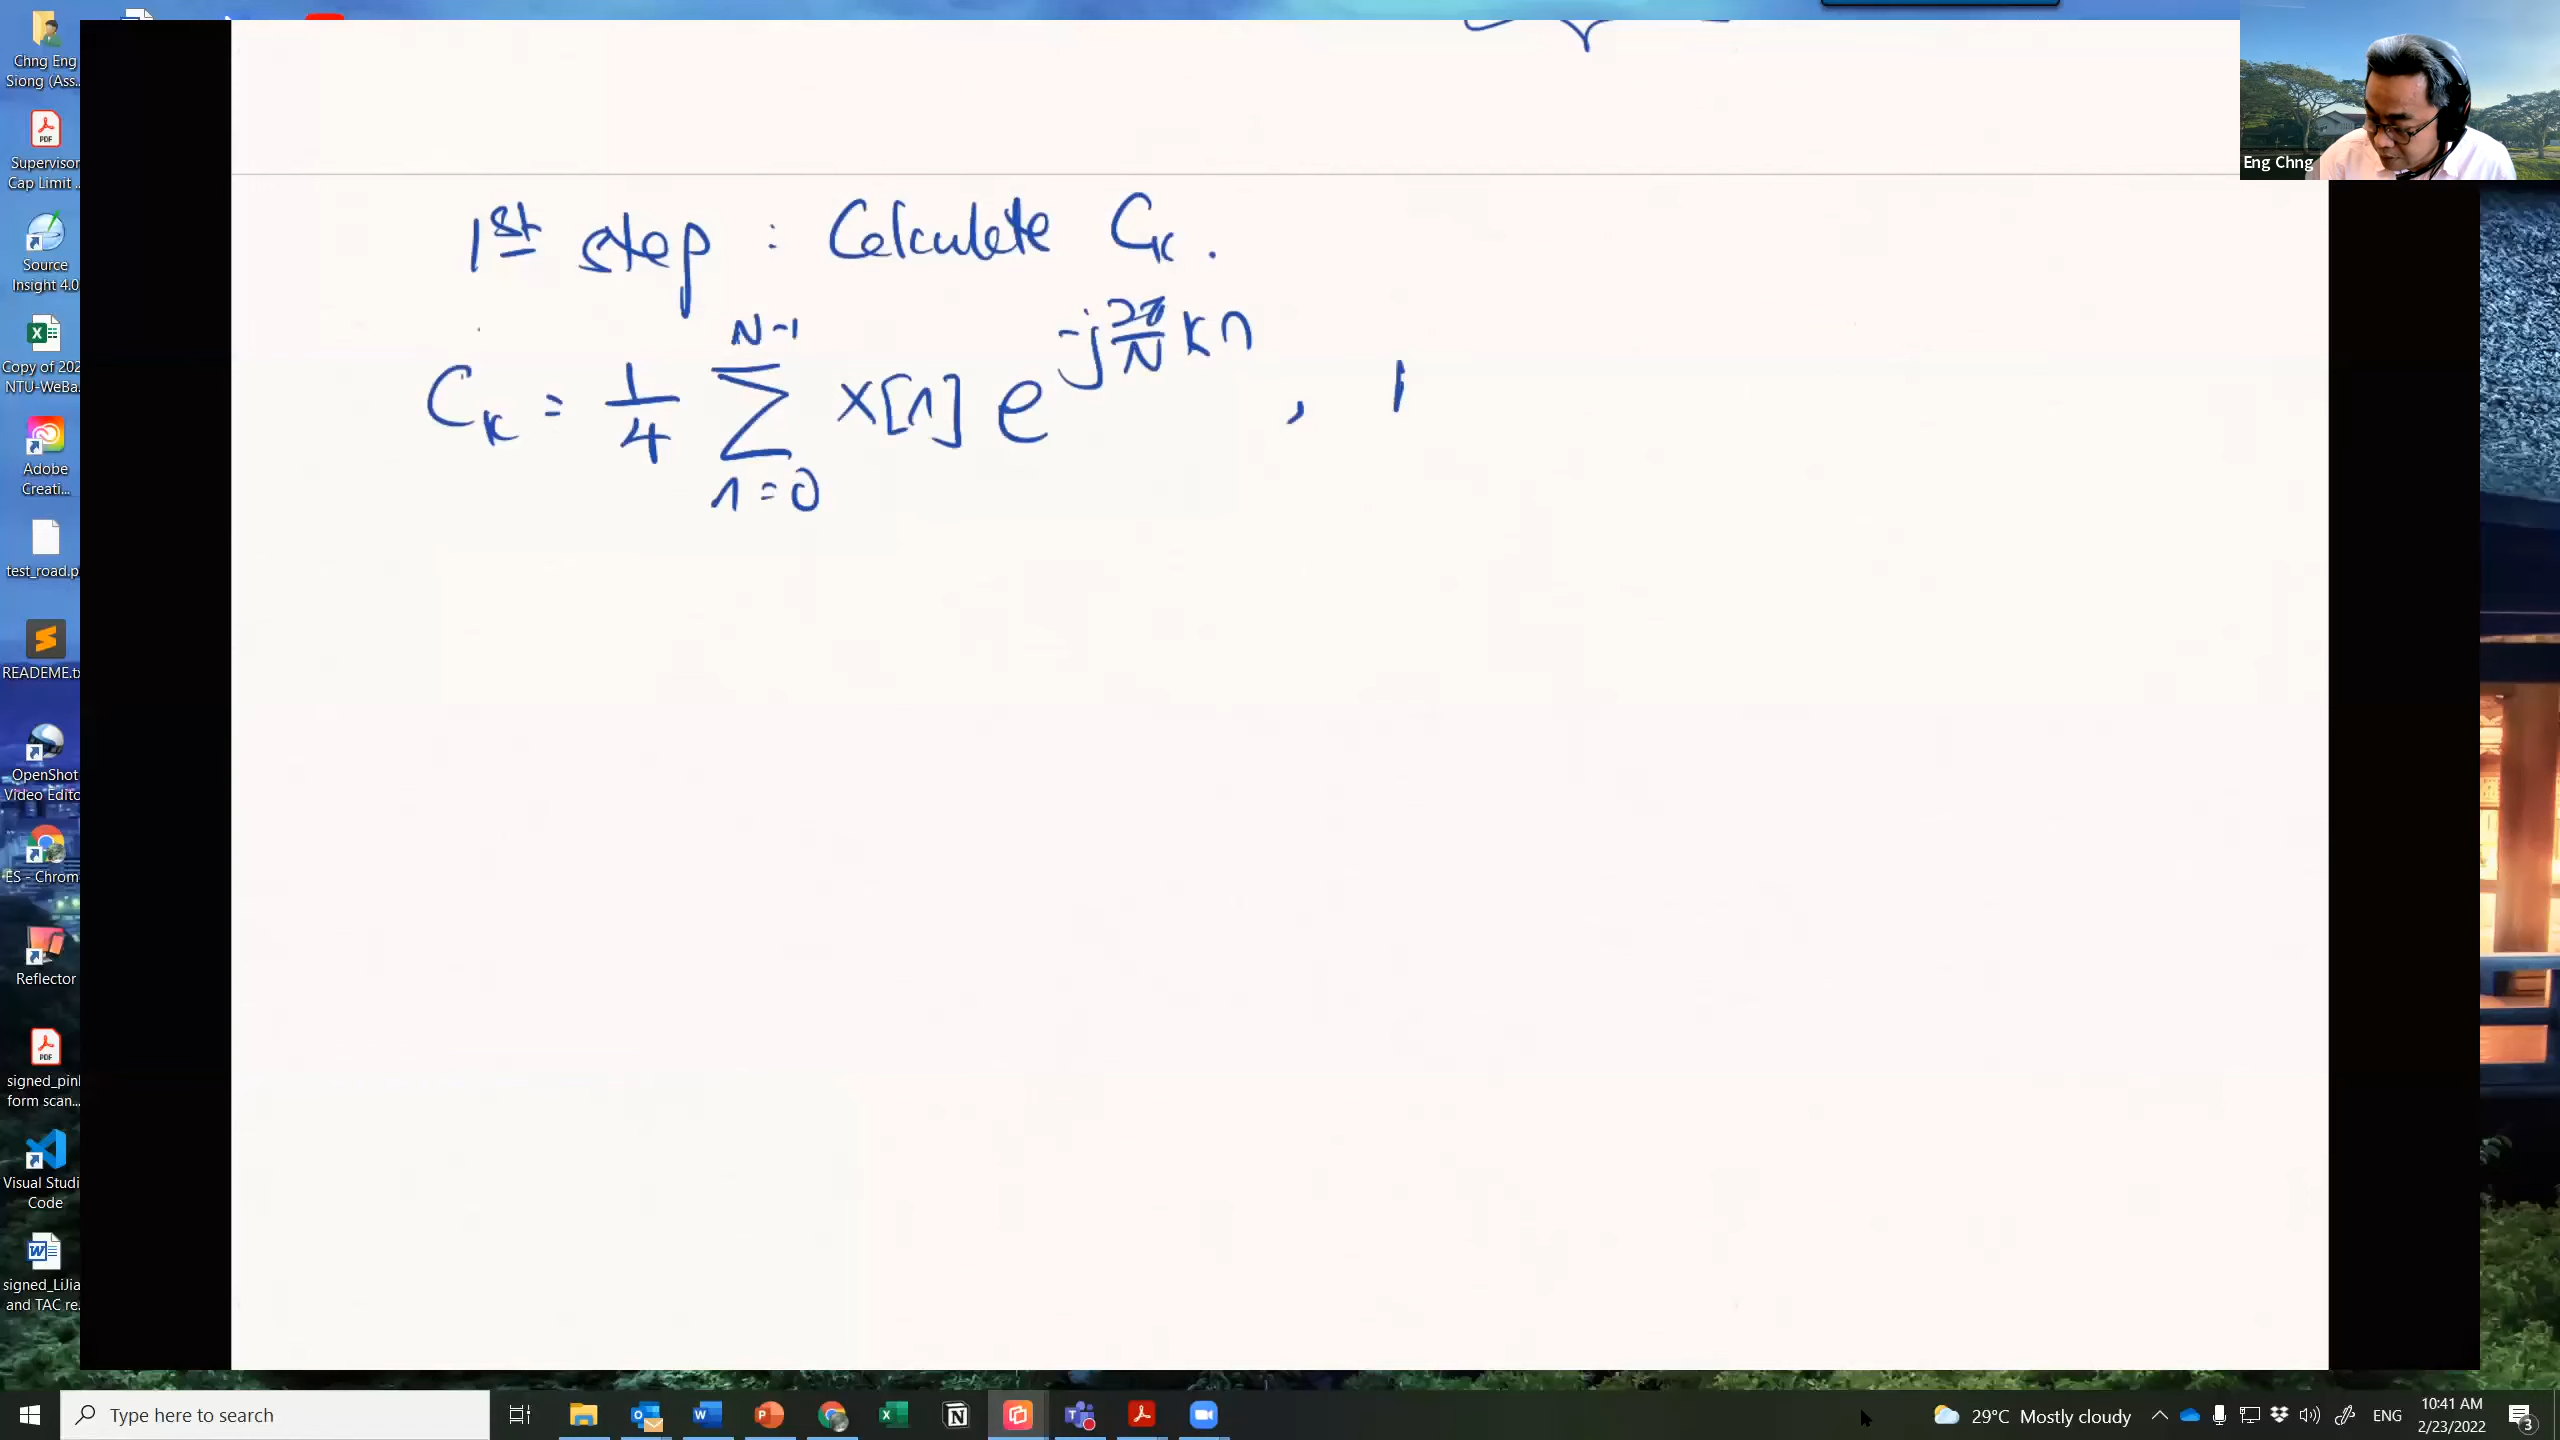 Chng Eng
Siong (Ass...
PDF
Supervisor
Cap Limit ...
Source
Insight 4.0
Copy of 202
NTU-WeBa...
Adobe
Creati...
test_road.p
READEME.t
OpenShot
Video Edito
ES - Chrom
Reflector
PDF
signed_pinl
form scan...
Visual Studi
Code
signed_LiJia
and TAC re...
Eng Chng
1st step : Calculate Ck .
Ck = 1/4 ∑_{n=0}^{N-1} x[n] e^{-j 2π/N kn} ,
Type here to search
29°C Mostly cloudy
ENG
10:41 AM
2/23/2022
3